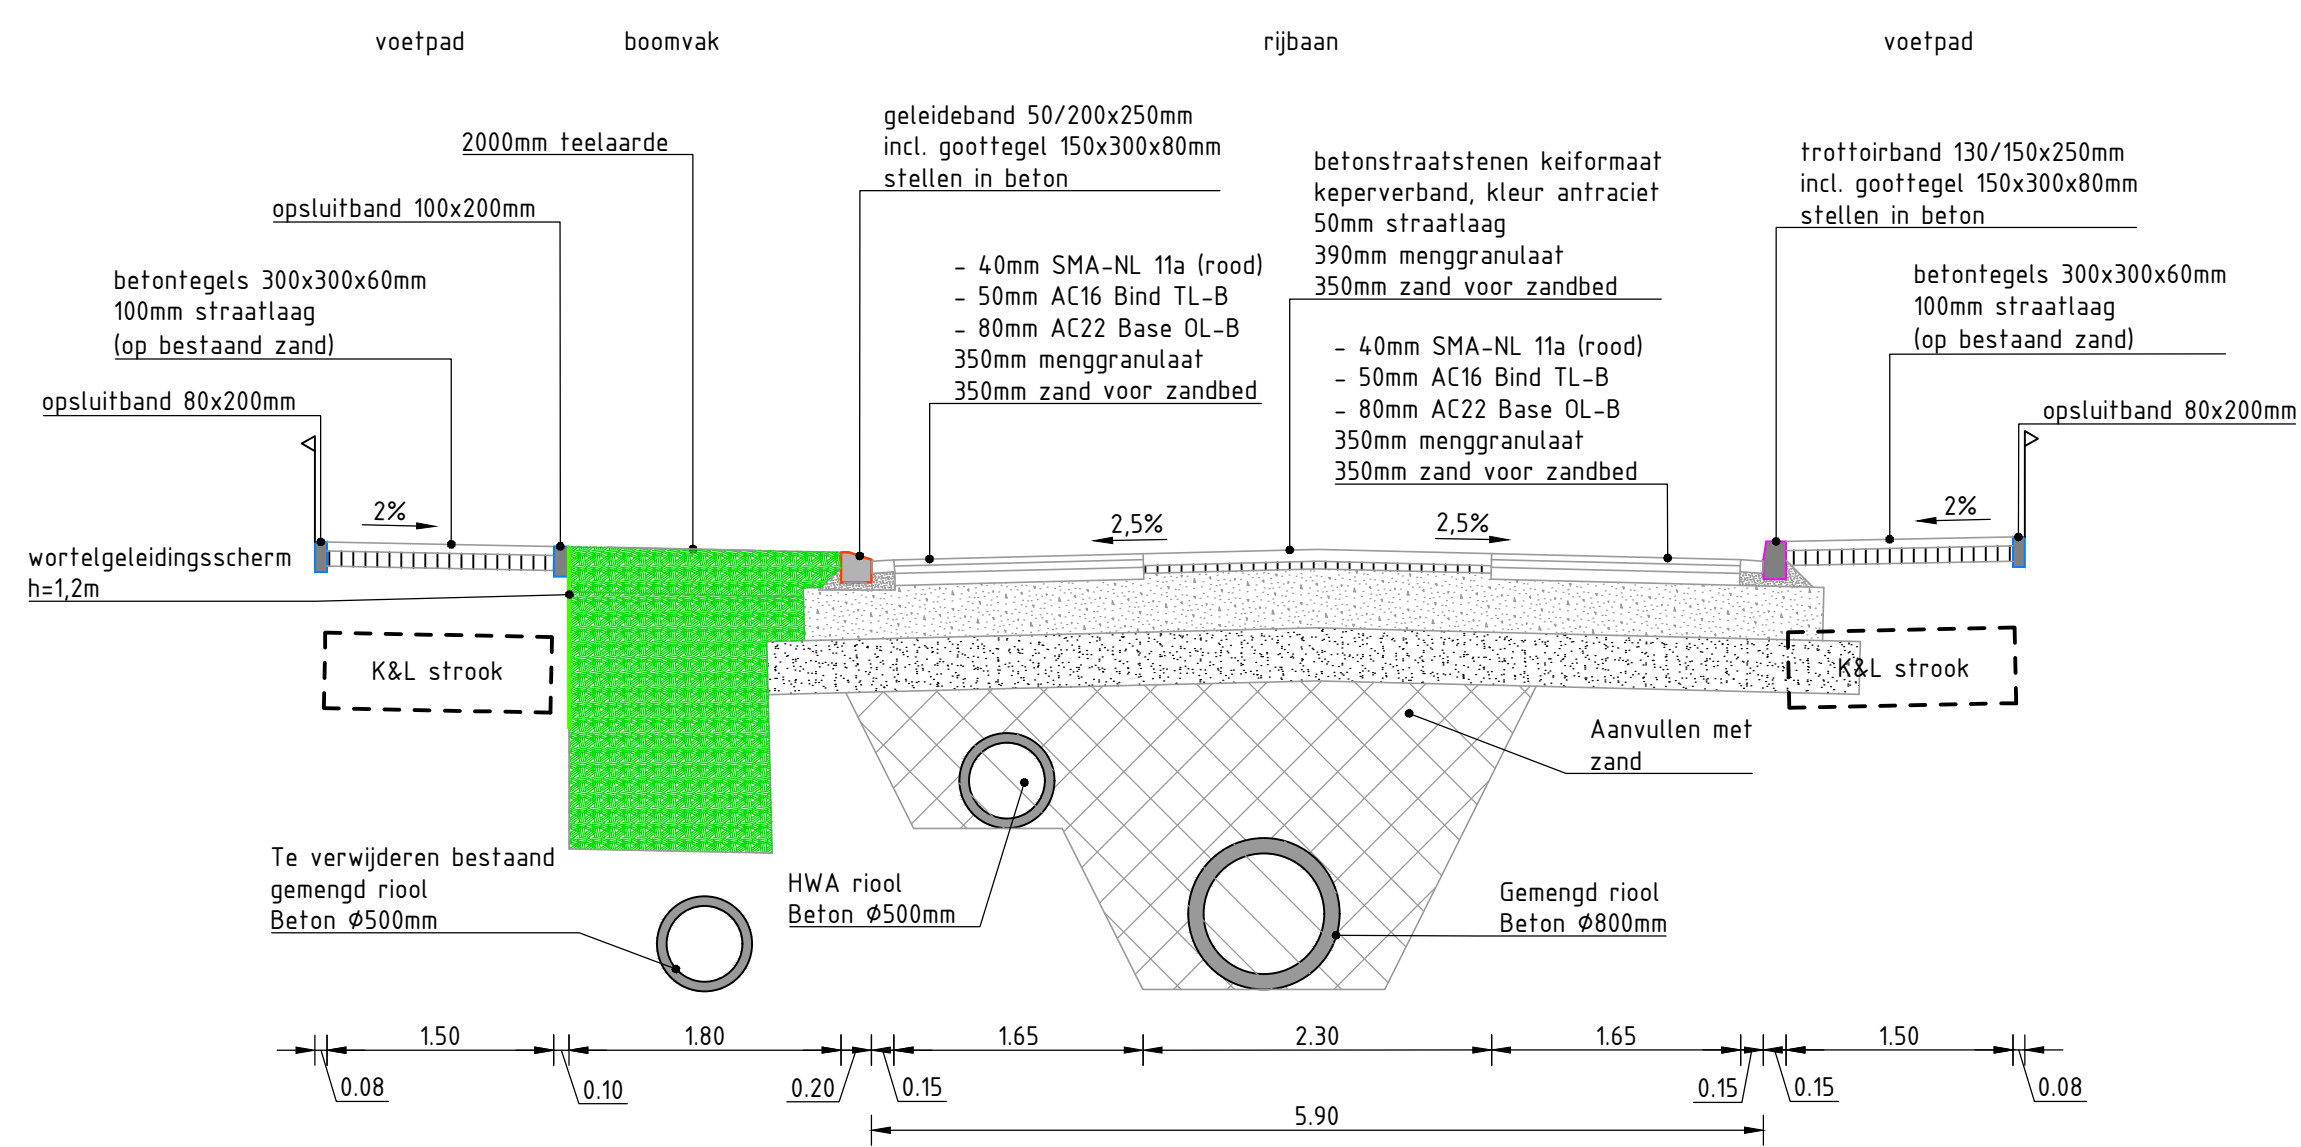 voetpad
boomvak
rijbaan
voetpad
geleideband 50/200x250mm
incl. goottegel 150x300x80mm
stellen in beton
2000mm teelaarde
opsluitband 100x200mm
betontegels 300x300x60mm
100mm straatlaag
(op bestaand zand)
opsluitband 80x200mm
- 40mm SMA-NL 11a (rood)
- 50mm AC16 Bind TL-B
- 80mm AC22 Base OL-B
350mm menggranulaat
350mm zand voor zandbed
betonstraatstenen keiformaat
keperverband, kleur antraciet
50mm straatlaag
390mm menggranulaat
350mm zand voor zandbed
- 40mm SMA-NL 11a (rood)
- 50mm AC16 Bind TL-B
- 80mm AC22 Base OL-B
350mm menggranulaat
350mm zand voor zandbed
trottoirband 130/150x250mm
incl. goottegel 150x300x80mm
stellen in beton
betontegels 300x300x60mm
100mm straatlaag
(op bestaand zand)
opsluitband 80x200mm
2%
2,5%
2,5%
2%
wortelgeleidingsscherm
h=1,2m
K&L strook
K&L strook
Aanvullen met
zand
Te verwijderen bestaand
gemengd riool
Beton Ø500mm
HWA riool
Beton Ø500mm
Gemengd riool
Beton Ø800mm
1.50
1.80
1.65
2.30
1.65
1.50
0.08
0.10
0.20
0.15
0.15
0.15
0.08
5.90